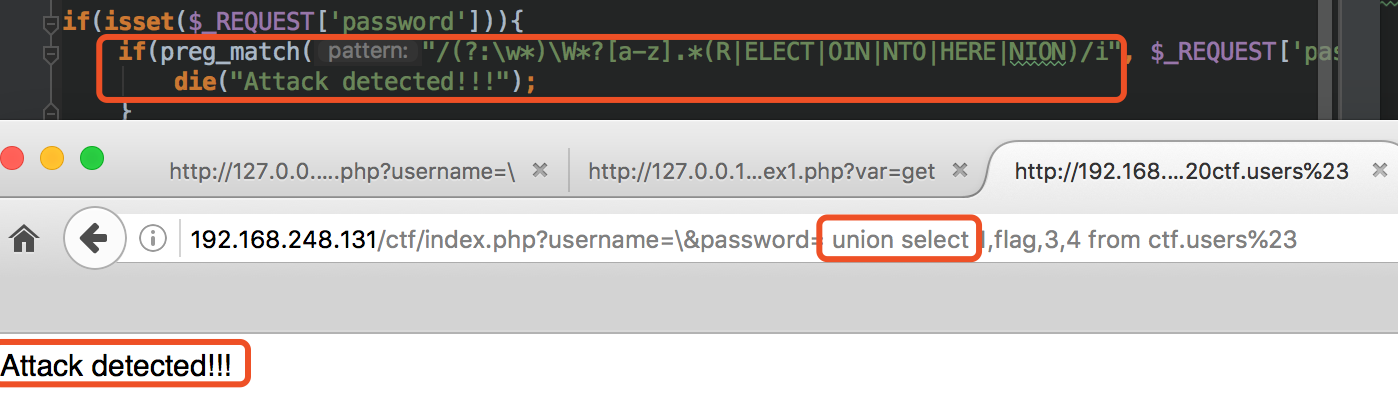 if(isset($_REQUEST['password'])){
if(preg_match( pattern: "/(?:\w*)\W*?[a-z].*(R|ELECT|OIN|NTO|HERE|NION)/i", $_REQUEST['pas
die("Attack detected!!!");
}
http://127.0.0.....php?username=\ × http://127.0.0.1...ex1.php?var=get × http://192.168....20ctf.users%23 ×
192.168.248.131/ctf/index.php?username=\&password= union select 1,flag,3,4 from ctf.users%23
Attack detected!!!